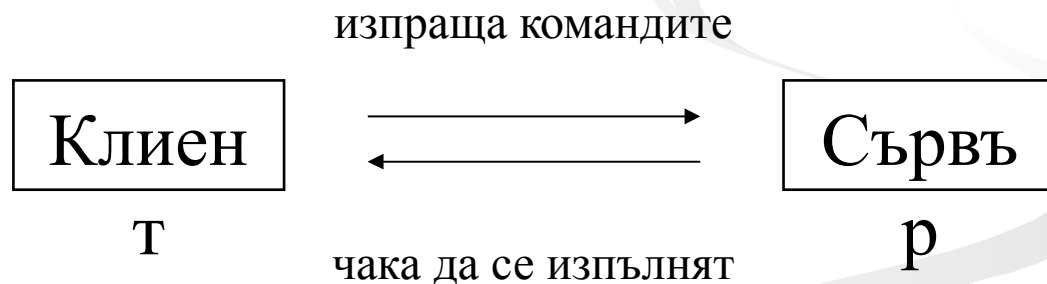 изпраща командите
Клиен
т
Сървъ
р
чака да се изпълнят